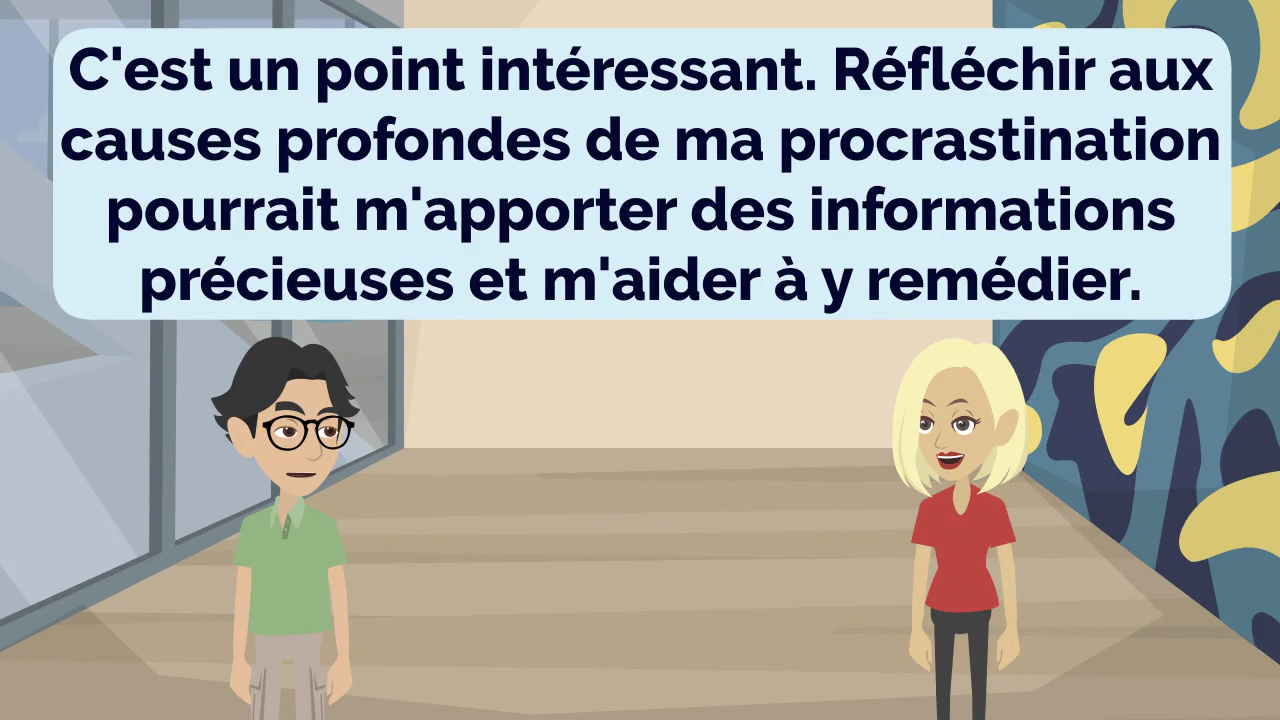 C'est un point intéressant. Réfléchir aux
causes profondes de ma procrastination
pourrait m'apporter des informations
précieuses et m'aider à y remédier.